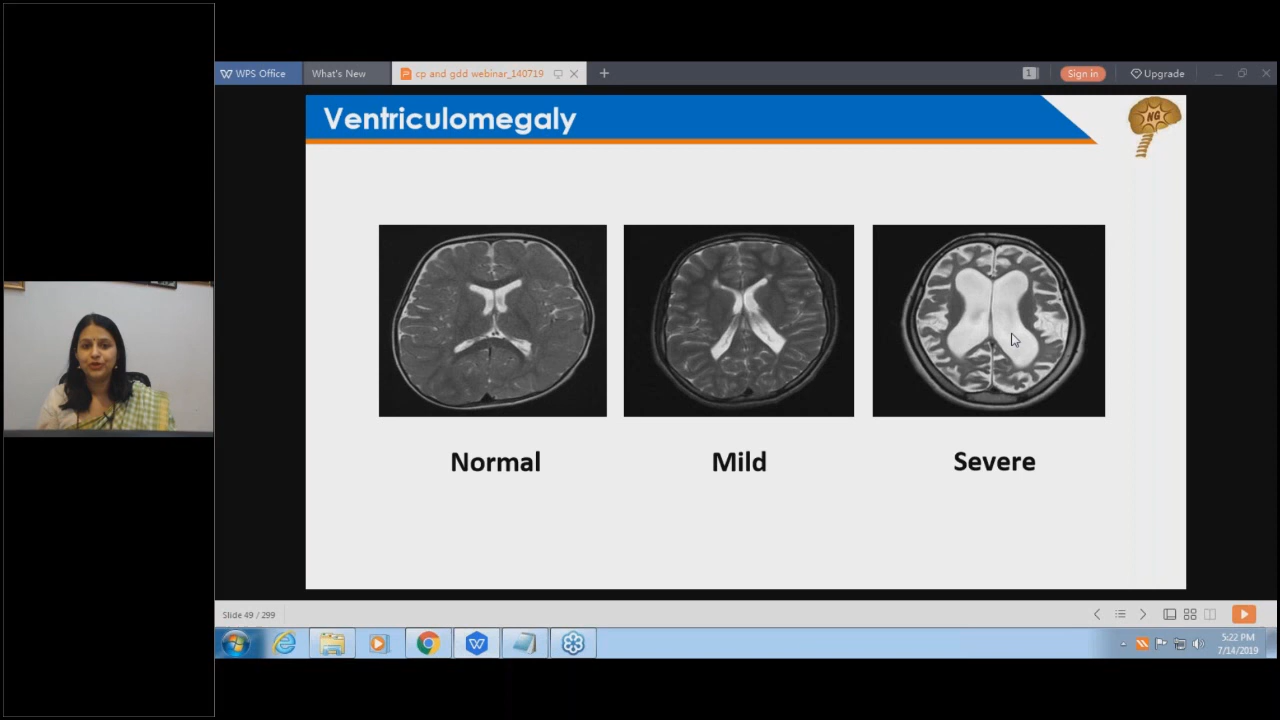 WPS Office
What's New
cp and gdd webinar_140719
1
Sign in
Upgrade
Ventriculomegaly
NG
Normal
Mild
Severe
Slide 49 / 299
5:22 PM
7/14/2019